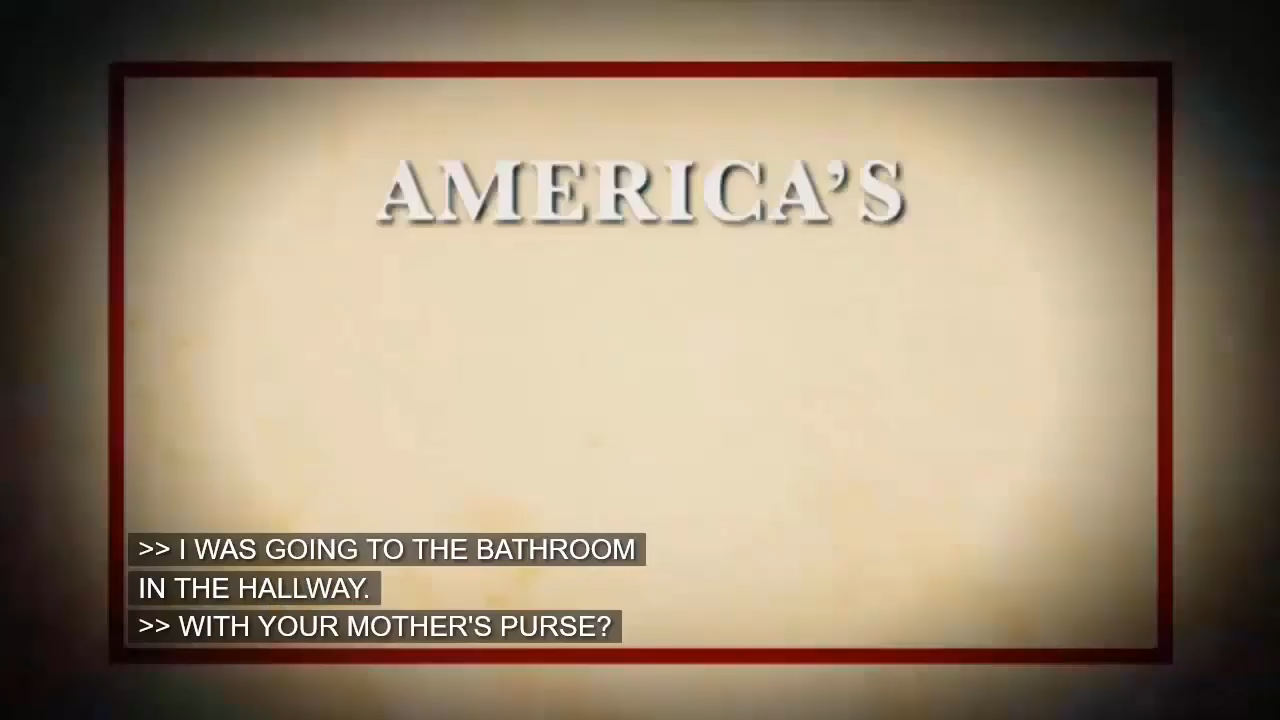 AMERICA'S
>> I WAS GOING TO THE BATHROOM
IN THE HALLWAY.
>> WITH YOUR MOTHER'S PURSE?